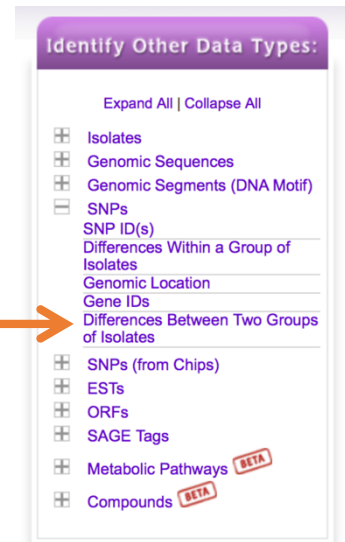 Identify Other Data Types:
Expand All | Collapse All
Isolates
Genomic Sequences
Genomic Segments (DNA Motif)
SNPs
SNP ID(s)
Differences Within a Group of
Isolates
Genomic Location
Gene IDs
Differences Between Two Groups
of Isolates
SNPs (from Chips)
ESTs
ORFs
SAGE Tags
Metabolic Pathways BETA
Compounds BETA